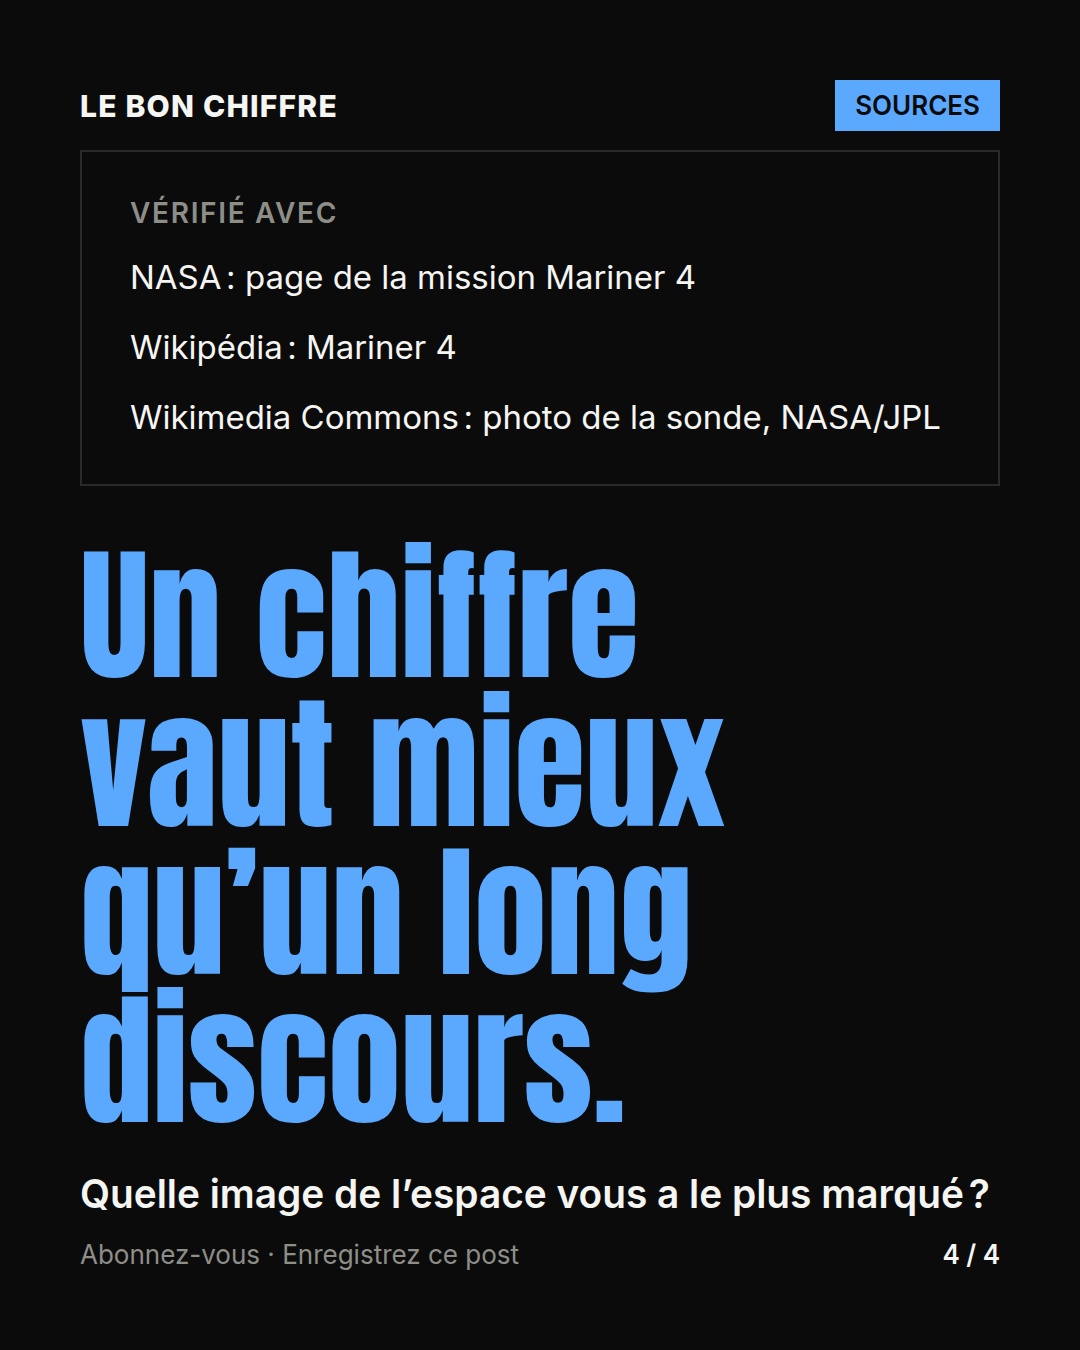 LE BON CHIFFRE
SOURCES
VÉRIFIÉ AVEC
NASA : page de la mission Mariner 4
Wikipédia : Mariner 4
Wikimedia Commons : photo de la sonde, NASA/JPL
Un chiffre
vaut mieux
qu’un long
discours.
Quelle image de l’espace vous a le plus marqué ?
Abonnez-vous · Enregistrez ce post
4 / 4